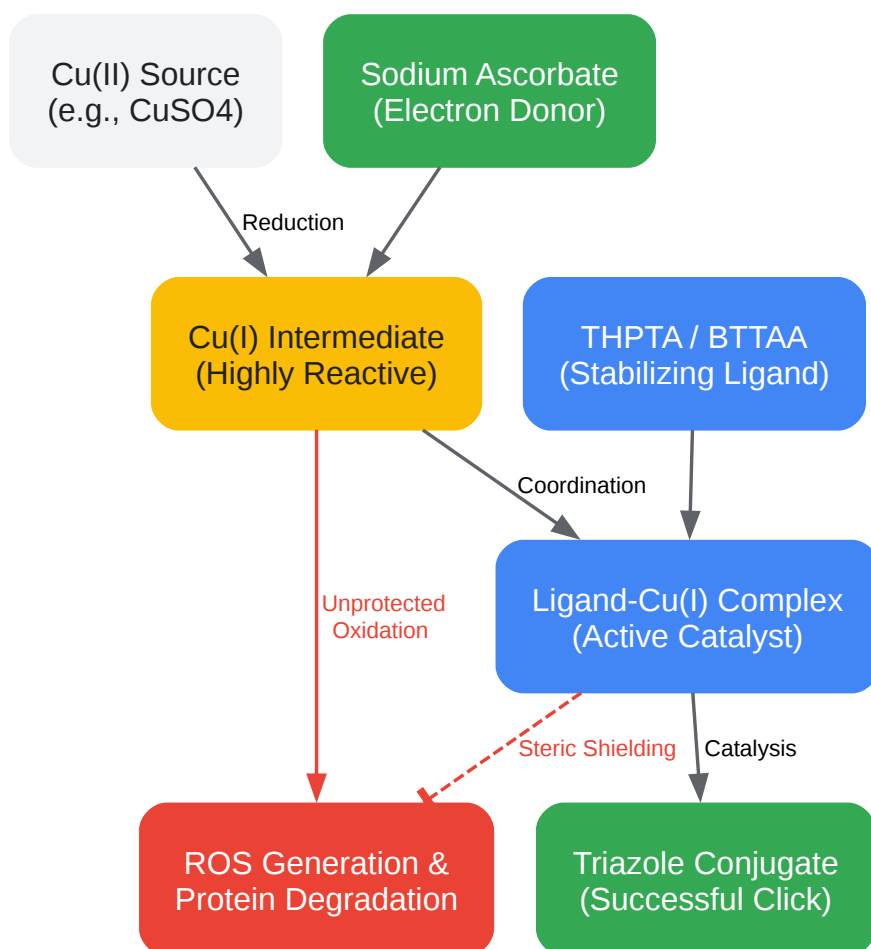 Cu(II) Source
(e.g., CuSO4)
Sodium Ascorbate
(Electron Donor)
Reduction
Cu(I) Intermediate
(Highly Reactive)
THPTA / BTTAA
(Stabilizing Ligand)
Coordination
Unprotected
Oxidation
Ligand-Cu(I) Complex
(Active Catalyst)
Steric Shielding
Catalysis
ROS Generation &
Protein Degradation
Triazole Conjugate
(Successful Click)